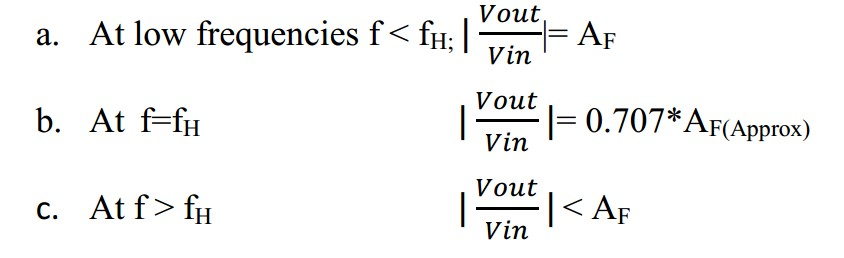 a. At low frequencies f < fH; |Vout/Vin|= AF
b. At f=fH |Vout/Vin|= 0.707*AF(Approx)
c. At f > fH |Vout/Vin| < AF